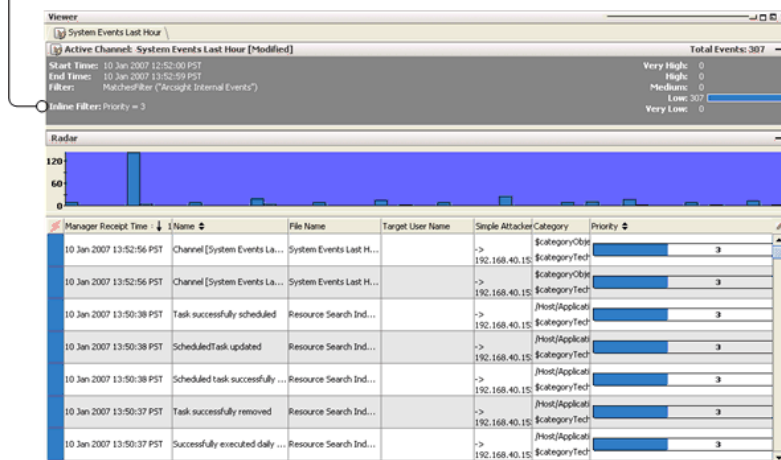 Viewer
System Events Last Hour
Active Channel: System Events Last Hour [Modified] Total Events: 307
Start Time: 10 Jan 2007 12:52:00 PST
End Time: 10 Jan 2007 13:52:59 PST
Filter: MatchesFilter ("Arcsight Internal Events")
Inline Filter: Priority = 3
Very High: 0
High: 0
Medium: 0
Low: 307
Very Low: 0
Radar
120
60
0
Manager Receipt Time 1 Name File Name Target User Name Simple Attacker Category Priority
10 Jan 2007 13:52:56 PST Channel [System Events La... System Events Last H... -> 192.168.40.15 $categoryObje $categoryTech 3
10 Jan 2007 13:52:56 PST Channel [System Events La... System Events Last H... -> 192.168.40.15 $categoryObje $categoryTech 3
10 Jan 2007 13:50:38 PST Task successfully scheduled Resource Search Ind... -> 192.168.40.15 /Host/Applicati $categoryTech 3
10 Jan 2007 13:50:38 PST ScheduledTask updated Resource Search Ind... -> 192.168.40.15 /Host/Applicati $categoryTech 3
10 Jan 2007 13:50:38 PST Scheduled task successfully ... Resource Search Ind... -> 192.168.40.15 /Host/Applicati $categoryTech 3
10 Jan 2007 13:50:37 PST Task successfully removed Resource Search Ind... -> 192.168.40.15 /Host/Applicati $categoryTech 3
10 Jan 2007 13:50:37 PST Successfully executed daily ... Resource Search Ind... -> 192.168.40.15 /Host/Applicati $categoryTech 3